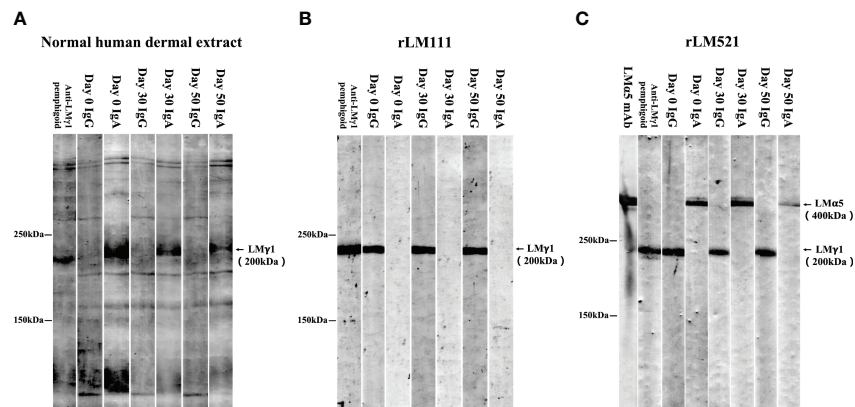 A
Normal human dermal extract
Anti-LMγ1
pemphigoid
Day 0 IgG
Day 0 IgA
Day 30 IgG
Day 30 IgA
Day 50 IgG
Day 50 IgA
250kDa
150kDa
LMγ1
(200kDa)
B
rLM111
Anti-LMγ1
pemphigoid
Day 0 IgG
Day 0 IgA
Day 30 IgG
Day 30 IgA
Day 50 IgG
Day 50 IgA
250kDa
150kDa
LMγ1
(200kDa)
C
rLM521
LMα5 mAb
Anti-LMγ1
pemphigoid
Day 0 IgG
Day 0 IgA
Day 30 IgG
Day 30 IgA
Day 50 IgG
Day 50 IgA
250kDa
150kDa
LMα5
(400kDa)
LMγ1
(200kDa)